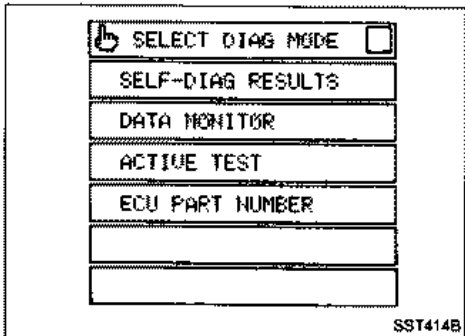 SELECT DIAG MODE
SELF-DIAG RESULTS
DATA MONITOR
ACTIVE TEST
ECU PART NUMBER
SST414B